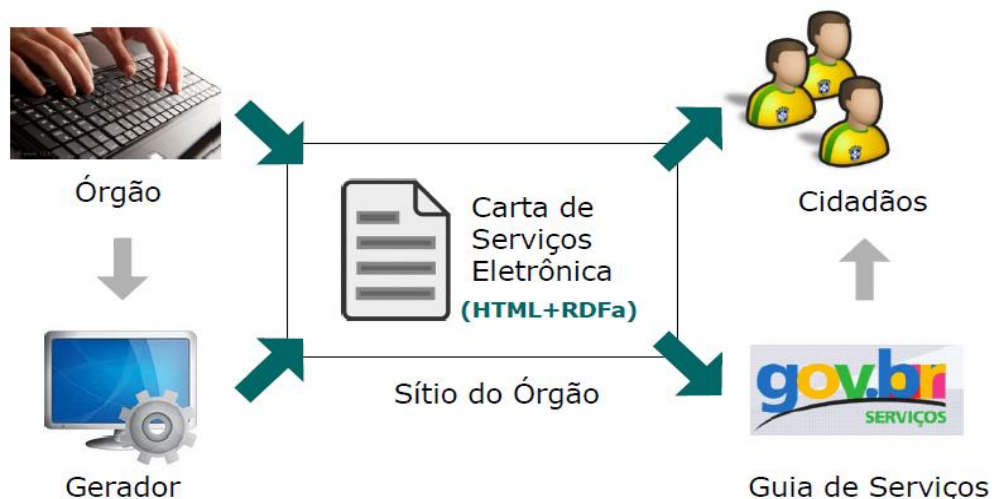 Órgão
Gerador
Carta de
Serviços
Eletrônica
(HTML+RDFa)
Sítio do Órgão
Cidadãos
gov.br
SERVIÇOS
Guia de Serviços